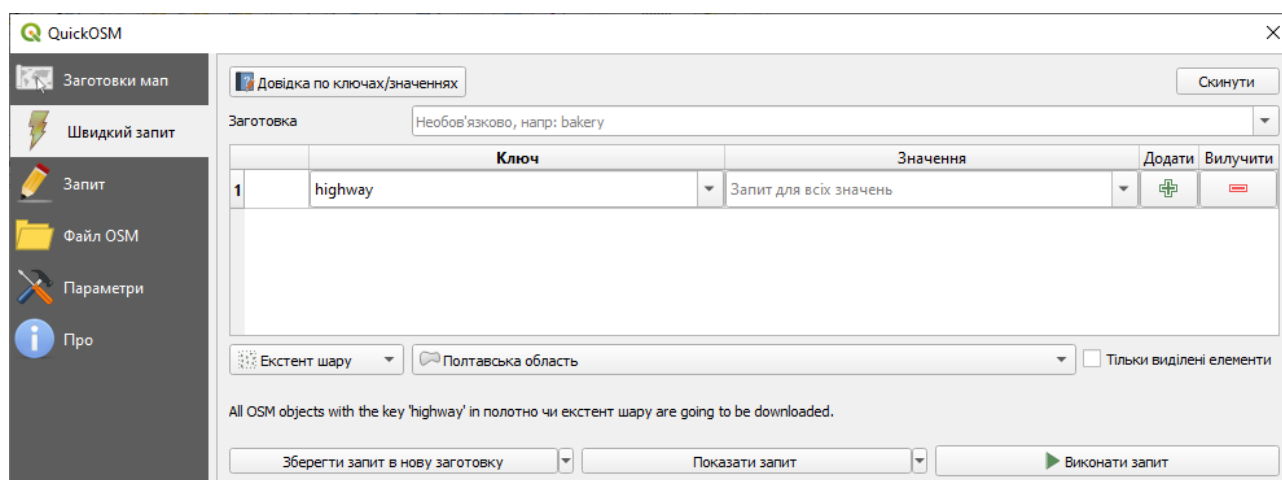 QuickOSM
Заготовки мап
Швидкий запит
Запит
Файл OSM
Параметри
Про
Довідка по ключах/значеннях
Скинути
Заготовка
Необов'язково, напр: bakery
Ключ Значення Додати Вилучити
1 highway Запит для всіх значень
Екстент шару Полтавська область Тільки виділені елементи
All OSM objects with the key 'highway' in полотно чи екстент шару are going to be downloaded.
Зберегти запит в нову заготовку Показати запит Виконати запит